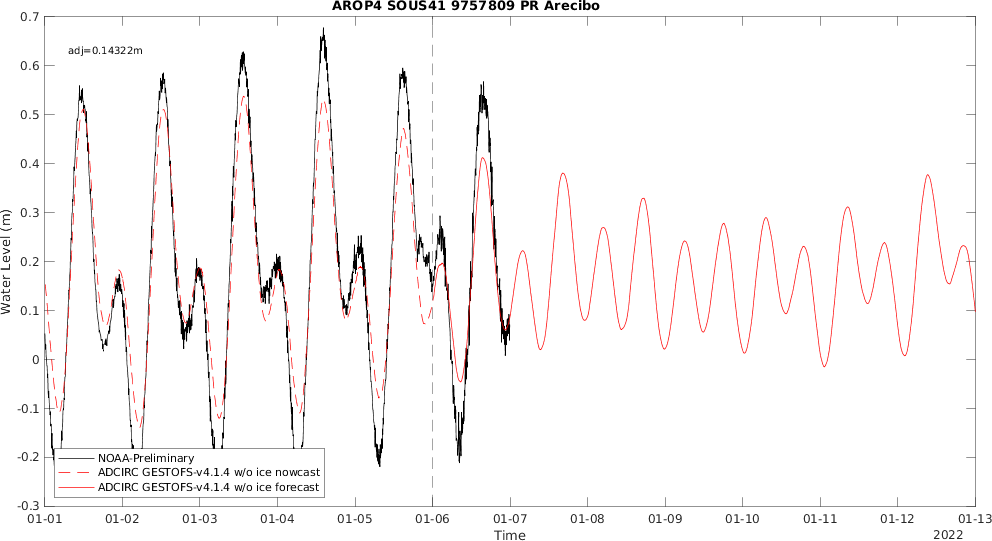 AROP4 SOUS41 9757809 PR Arecibo
adj=0.14322m
Water Level (m)
0.7
0.6
0.5
0.4
0.3
0.2
0.1
0
-0.1
-0.2
-0.3
NOAA-Preliminary
ADCIRC GESTOFS-v4.1.4 w/o ice nowcast
ADCIRC GESTOFS-v4.1.4 w/o ice forecast
01-01 01-02 01-03 01-04 01-05 01-06 01-07 01-08 01-09 01-10 01-11 01-12 01-13
Time
2022